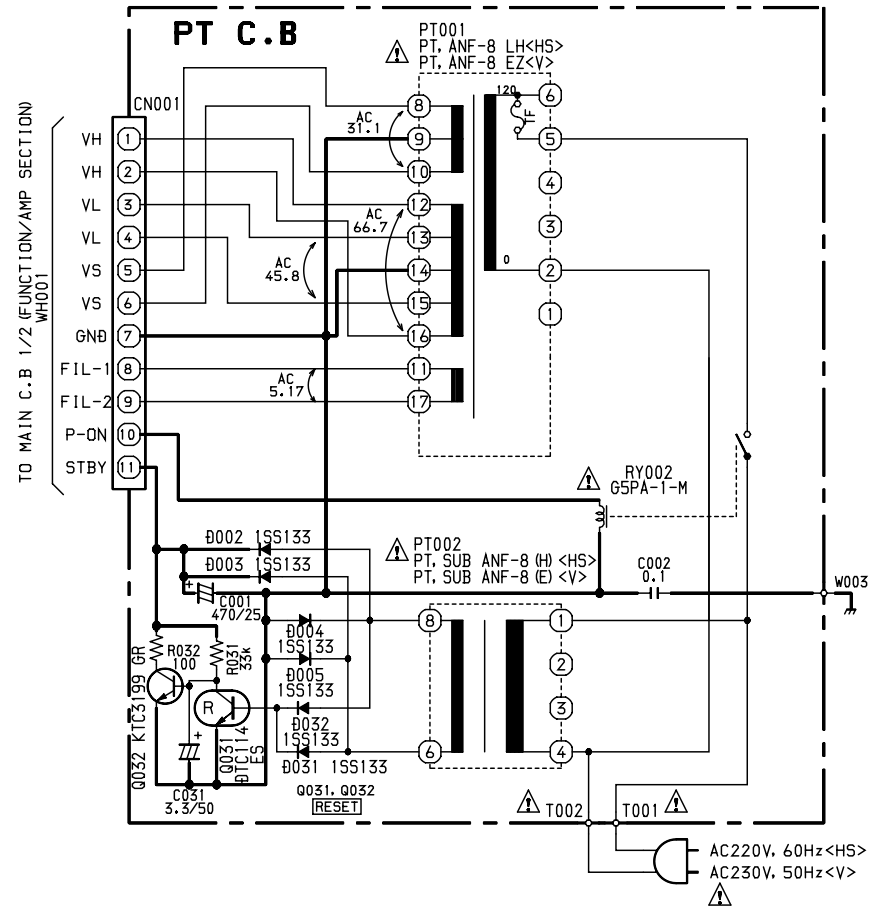 PT C.B
PT001
PT, ANF-8 LH<HS>
PT, ANF-8 EZ<V>
CN001
TO MAIN C.B 1/2 (FUNCTION/AMP SECTION)
WH001
VH 1
VH 2
VL 3
VL 4
VS 5
VS 6
GND 7
FIL-1 8
FIL-2 9
P-ON 10
STBY 11
AC
31.1
AC
66.7
AC
45.8
AC
5.17
8
9
10
12
13
14
15
16
11
17
120
TF
0
6
5
4
3
2
1
RY002
G5PA-1-M
D002 1SS133
D003 1SS133
C001
470/25
PT002
PT, SUB ANF-8 (H) <HS>
PT, SUB ANF-8 (E) <V>
C002
0.1
W003
D004
1SS133
D005
1SS133
D032
1SS133
D031 1SS133
R032
100
R031
33k
Q032 KTC3199 GR
R
Q031
DTC114
ES
C031
3.3/50
Q031, Q032
RESET
8
6
1
2
3
4
T002
T001
AC220V, 60Hz<HS>
AC230V, 50Hz<V>